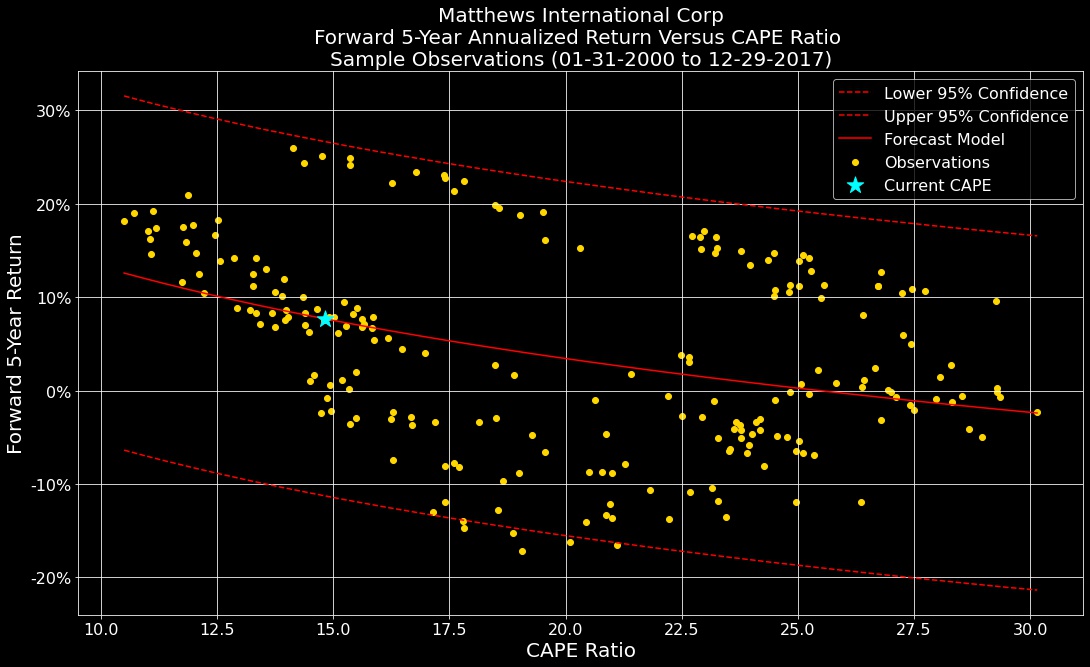 Matthews International Corp
Forward 5-Year Annualized Return Versus CAPE Ratio
Sample Observations (01-31-2000 to 12-29-2017)
Lower 95% Confidence
Upper 95% Confidence
Forecast Model
Observations
Current CAPE
Forward 5-Year Return
30%
20%
10%
0%
-10%
-20%
10.0 12.5 15.0 17.5 20.0 22.5 25.0 27.5 30.0
CAPE Ratio